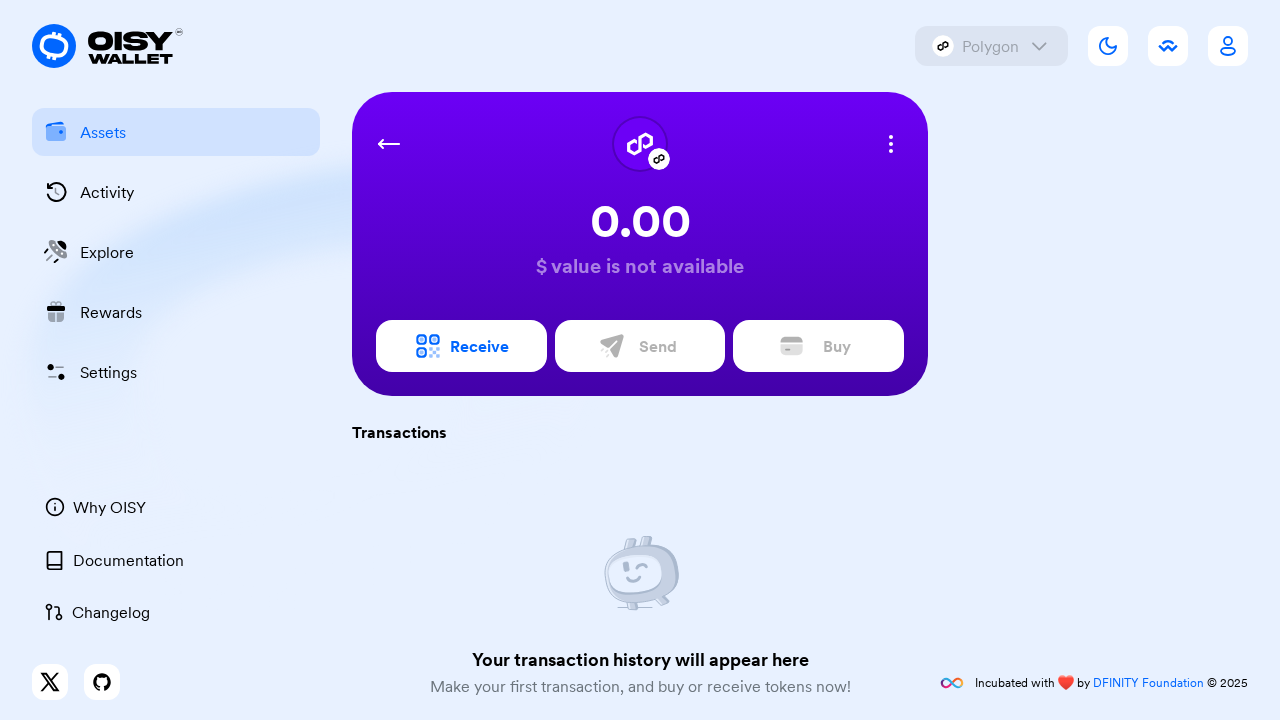 OISY
WALLET
Polygon
Assets
Activity
Explore
Rewards
Settings
0.00
$ value is not available
Receive
Send
Buy
Transactions
Why OISY
Documentation
Changelog
Your transaction history will appear here
Make your first transaction, and buy or receive tokens now!
Incubated with ❤️ by DFINITY Foundation © 2025